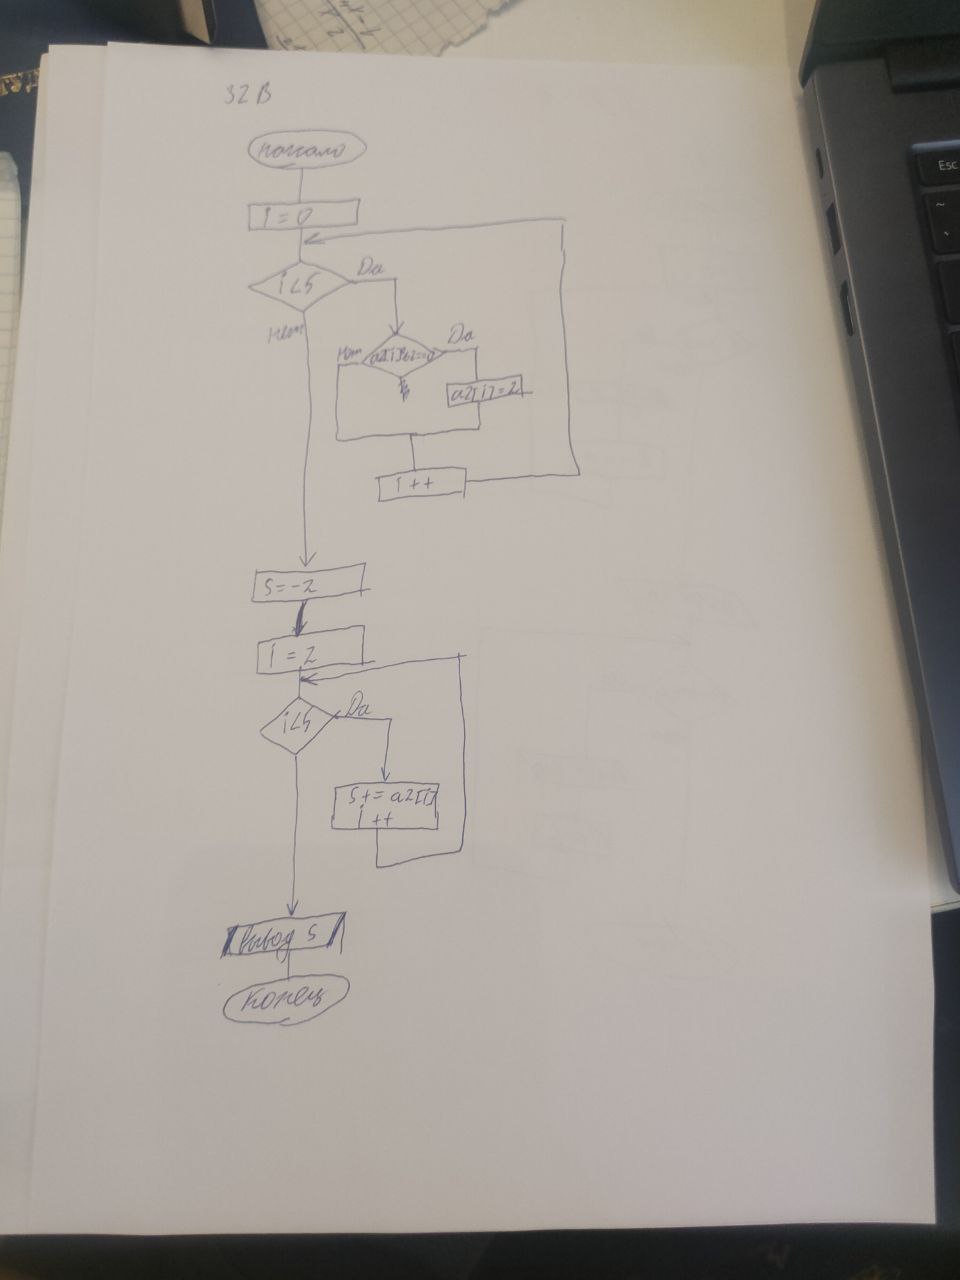 32 В
начало
i = 0
i<5
Да
нет
a2[i]%2==0
Да
нет
a2[i]=2
i ++
S=-2
i = 2
i<5
Да
S+= a2[i]
i ++
Вывод S
конец
Esc
~